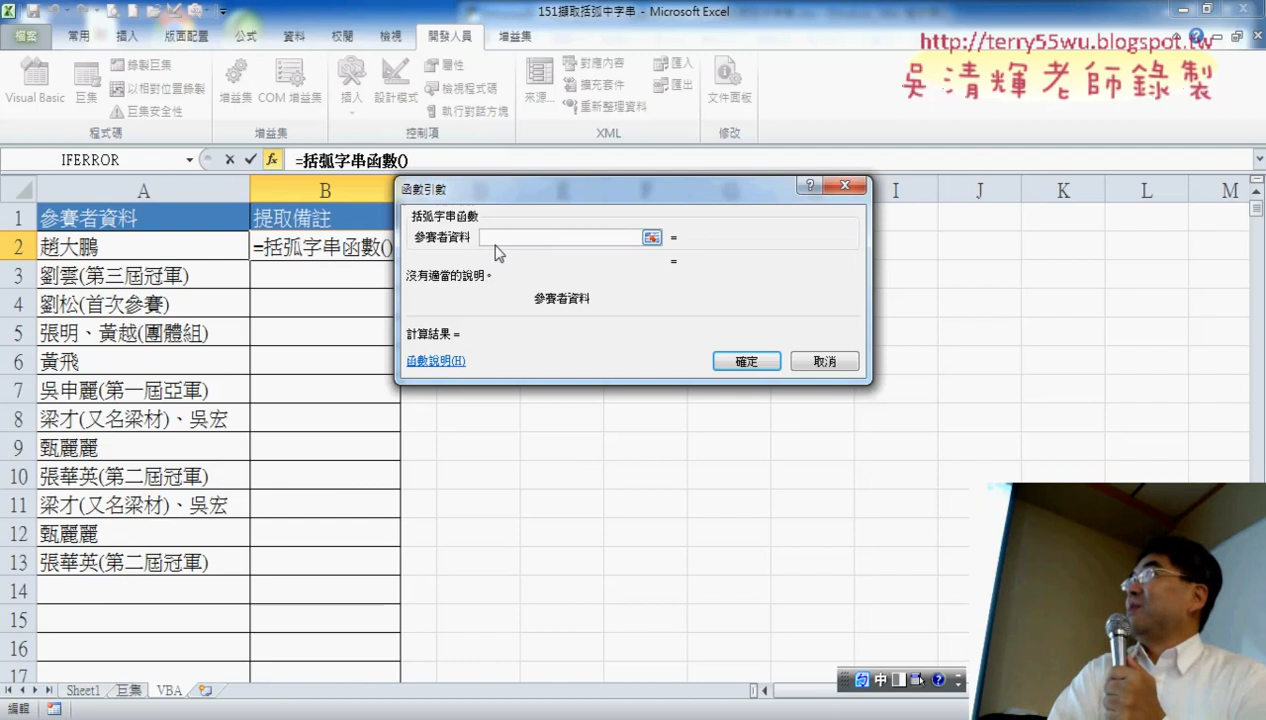 151擷取括弧中字串 - Microsoft Excel
檔案 常用 插入 版面配置 公式 資料 校閱 檢視 開發人員 增益集
http://terry55wu.blogspot.tw
吳清輝老師錄製
Visual Basic 巨集 錄製巨集 以相對位置錄製 巨集安全性 增益集 COM 增益集 插入 設計模式 屬性 檢視程式碼 執行對話方塊 來源... 對應內容 擴充套件 重新整理資料 匯入 匯出 文件面板
程式碼 增益集 控制項 XML 修改
IFERROR fx =括弧字串函數()
A B I J K L M
1 參賽者資料 提取備註
2 趙大鵬 =括弧字串函數()
3 劉雲(第三屆冠軍)
4 劉松(首次參賽)
5 張明、黃越(團體組)
6 黃飛
7 吳申麗(第一屆亞軍)
8 梁才(又名梁材)、吳宏
9 甄麗麗
10 張華英(第二屆冠軍)
11 梁才(又名梁材)、吳宏
12 甄麗麗
13 張華英(第二屆冠軍)
14
15
16
17
函數引數
括弧字串函數
參賽者資料 =
=
沒有適當的說明。
參賽者資料
計算結果 =
函數說明(H) 確定 取消
Sheet1 巨集 VBA
中
編輯